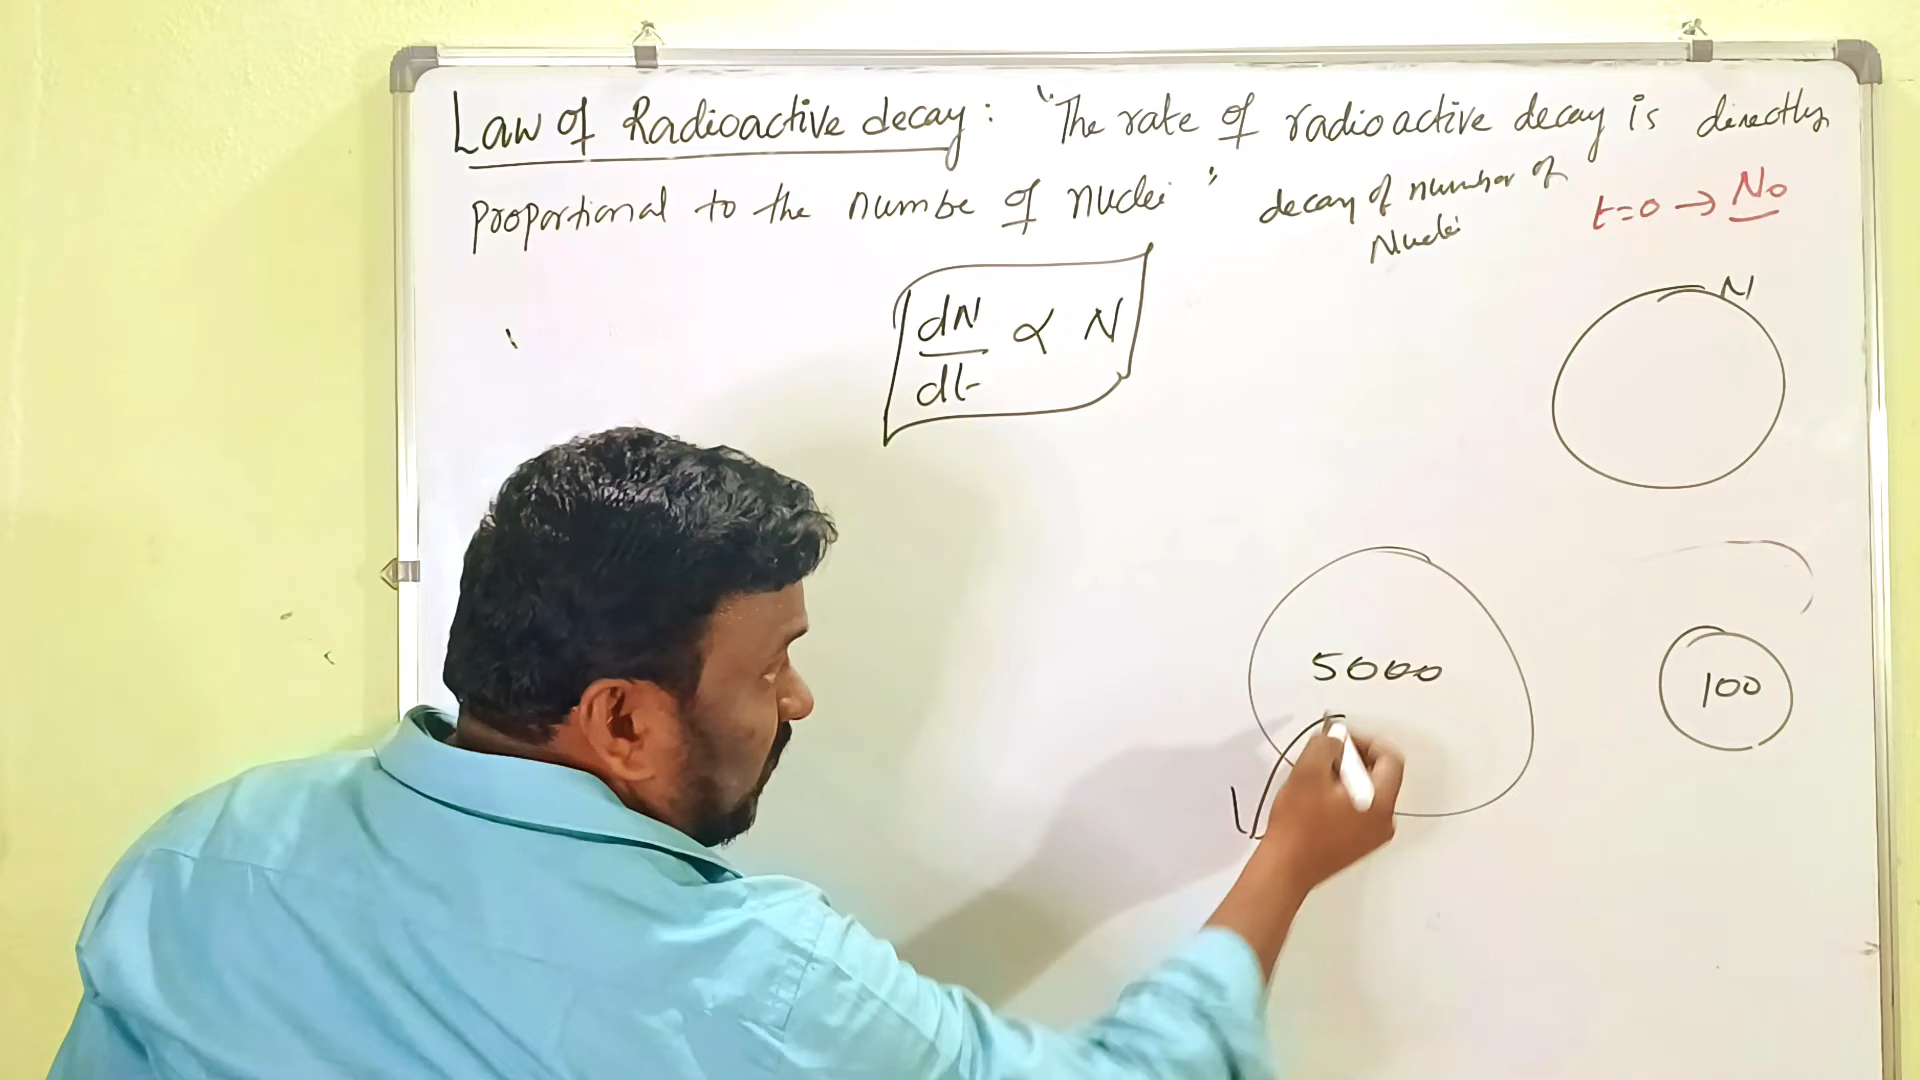 Law of Radioactive decay: "The rate of radioactive decay is directly
proportional to the numbe of nuclei"
decay of number of
Nuclei
t=0 → No
N
dN/dt ∝ N
5000
100